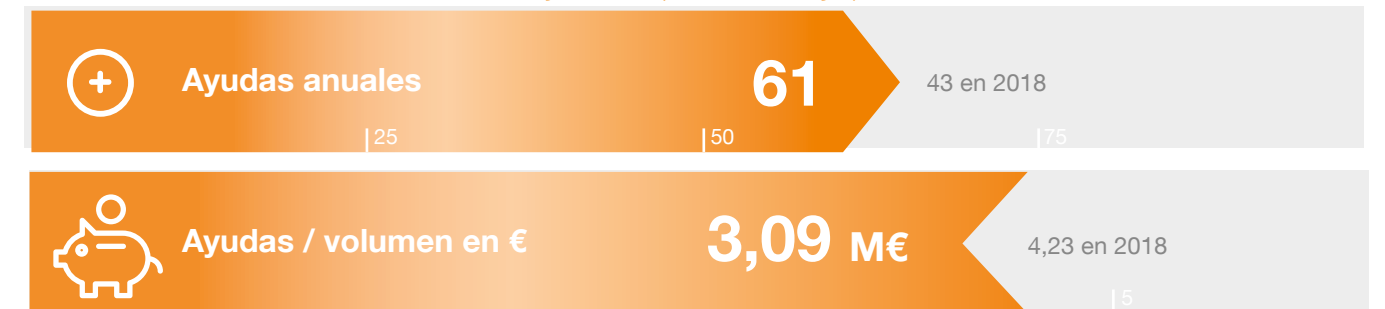 Ayudas anuales
61
43 en 2018
25
50
75
Ayudas / volumen en €
3,09 M€
4,23 en 2018
5